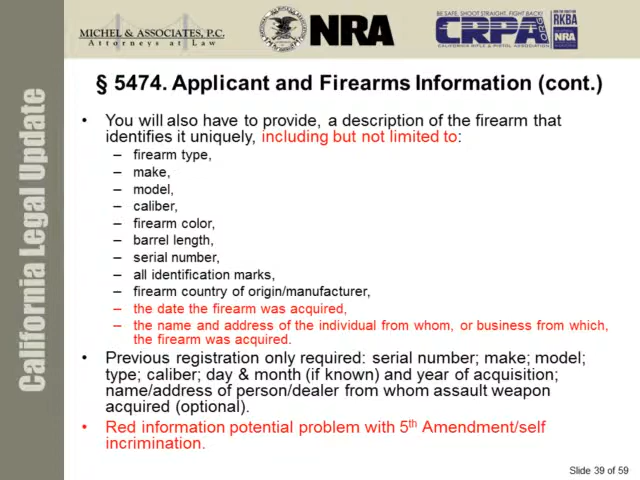 MICHEL & ASSOCIATES, P.C.
Attorneys at Law
NRA
BE SAFE, SHOOT STRAIGHT, FIGHT BACK!
CRPA.ORG
CALIFORNIA RIFLE & PISTOL ASSOCIATION
RKBA
California Legal Update
§ 5474. Applicant and Firearms Information (cont.)
• You will also have to provide, a description of the firearm that
identifies it uniquely, including but not limited to:
– firearm type,
– make,
– model,
– caliber,
– firearm color,
– barrel length,
– serial number,
– all identification marks,
– firearm country of origin/manufacturer,
– the date the firearm was acquired,
– the name and address of the individual from whom, or business from which,
the firearm was acquired.
• Previous registration only required: serial number; make; model;
type; caliber; day & month (if known) and year of acquisition;
name/address of person/dealer from whom assault weapon
acquired (optional).
• Red information potential problem with 5th Amendment/self
incrimination.
Slide 39 of 59